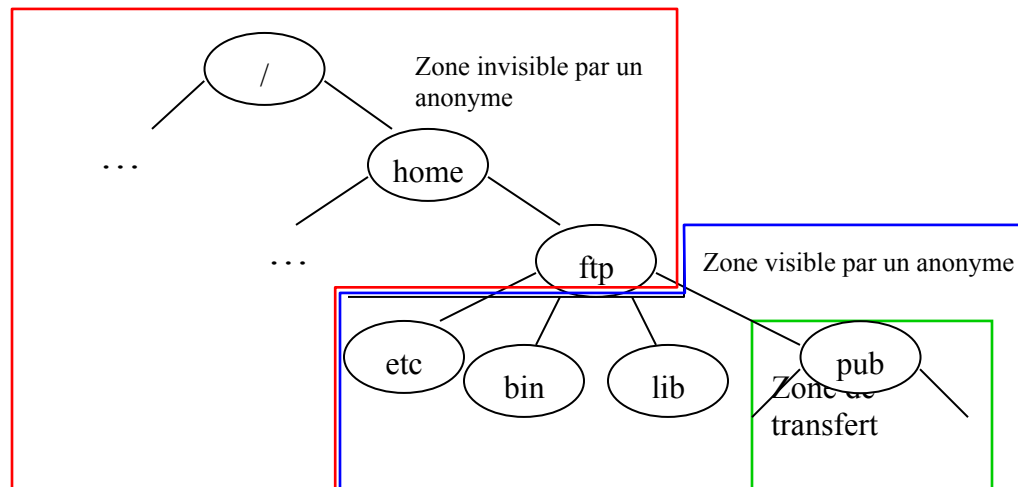 /
Zone invisible par un
anonyme
...
home
...
ftp
Zone visible par un anonyme
etc
bin
lib
pub
Zone de
transfert